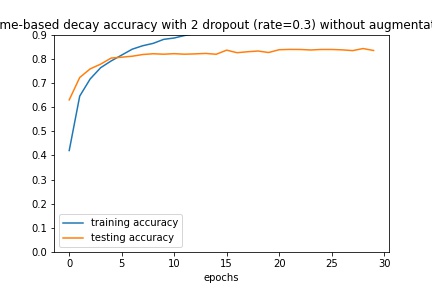 me-based decay accuracy with 2 dropout (rate=0.3) without augmentat
0.9
0.8
0.7
0.6
0.5
0.4
0.3
0.2
0.1
0.0
training accuracy
testing accuracy
0 5 10 15 20 25 30
epochs